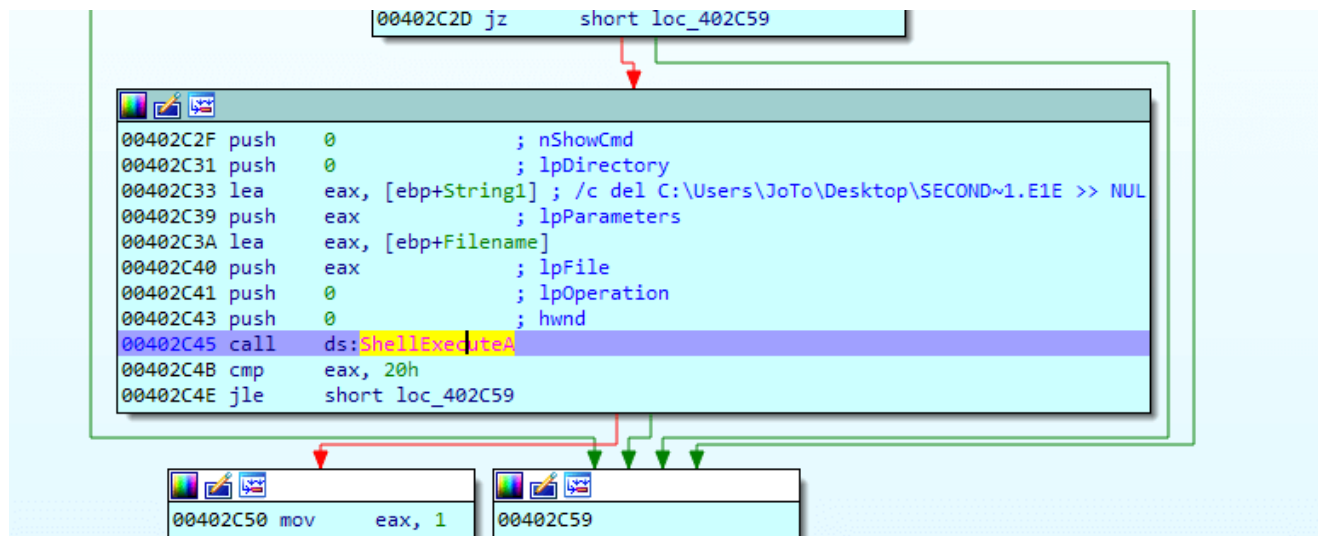 00402C2D jz short loc_402C59
00402C2F push 0 ; nShowCmd
00402C31 push 0 ; lpDirectory
00402C33 lea eax, [ebp+String1] ; /c del C:\Users\JoTo\Desktop\SECOND~1.E1E >> NUL
00402C39 push eax ; lpParameters
00402C3A lea eax, [ebp+Filename]
00402C40 push eax ; lpFile
00402C41 push 0 ; lpOperation
00402C43 push 0 ; hwnd
00402C45 call ds:ShellExecuteA
00402C4B cmp eax, 20h
00402C4E jle short loc_402C59
00402C50 mov eax, 1
00402C59